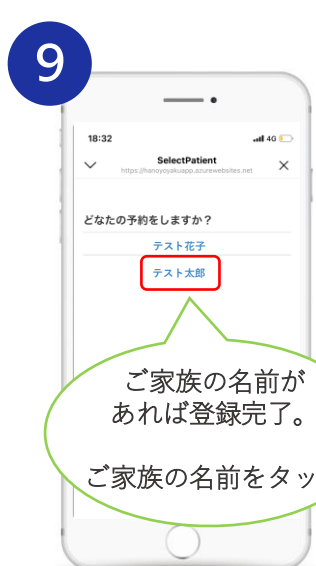 9
18:32
4G
SelectPatient
https://hanoyoyakuapp.azurewebsites.net
どなたの予約をしますか？
テスト花子
テスト太郎
ご家族の名前が
あれば登録完了。
ご家族の名前をタッ